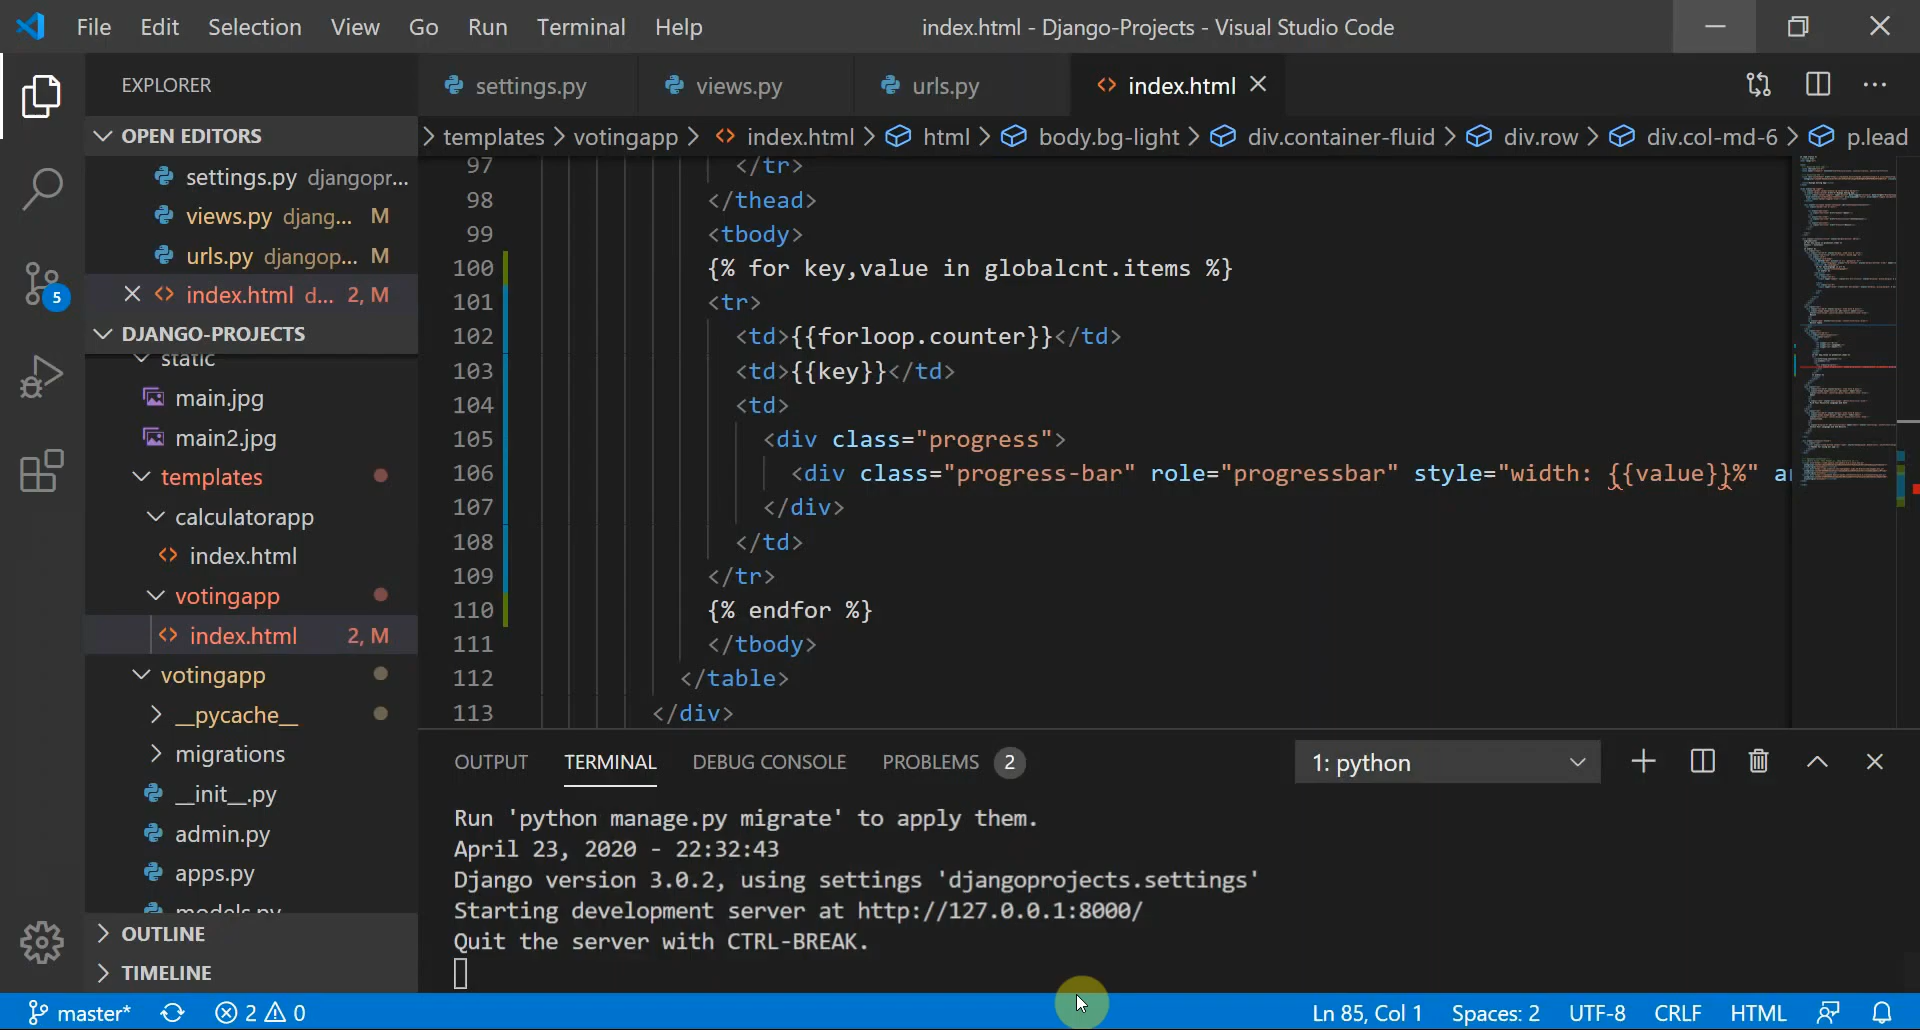 File Edit Selection View Go Run Terminal Help
index.html - Django-Projects - Visual Studio Code
EXPLORER
OPEN EDITORS
settings.py djangopr...
views.py djang... M
urls.py djangop... M
index.html d... 2, M
DJANGO-PROJECTS
static
main.jpg
main2.jpg
templates
calculatorapp
index.html
votingapp
index.html 2, M
votingapp
__pycache__
migrations
__init__.py
admin.py
apps.py
models.py
OUTLINE
TIMELINE
5
settings.py views.py urls.py index.html
templates votingapp index.html html body.bg-light div.container-fluid div.row div.col-md-6 p.lead
97 </tr>
98 </thead>
99 <tbody>
100 {% for key,value in globalcnt.items %}
101 <tr>
102 <td>{{forloop.counter}}</td>
103 <td>{{key}}</td>
104 <td>
105 <div class="progress">
106 <div class="progress-bar" role="progressbar" style="width: {{value}}%" ar
107 </div>
108 </td>
109 </tr>
110 {% endfor %}
111 </tbody>
112 </table>
113 </div>
OUTPUT TERMINAL DEBUG CONSOLE PROBLEMS 2
1: python
Run 'python manage.py migrate' to apply them.
April 23, 2020 - 22:32:43
Django version 3.0.2, using settings 'djangoprojects.settings'
Starting development server at http://127.0.0.1:8000/
Quit the server with CTRL-BREAK.
master* 2 0
Ln 85, Col 1 Spaces: 2 UTF-8 CRLF HTML